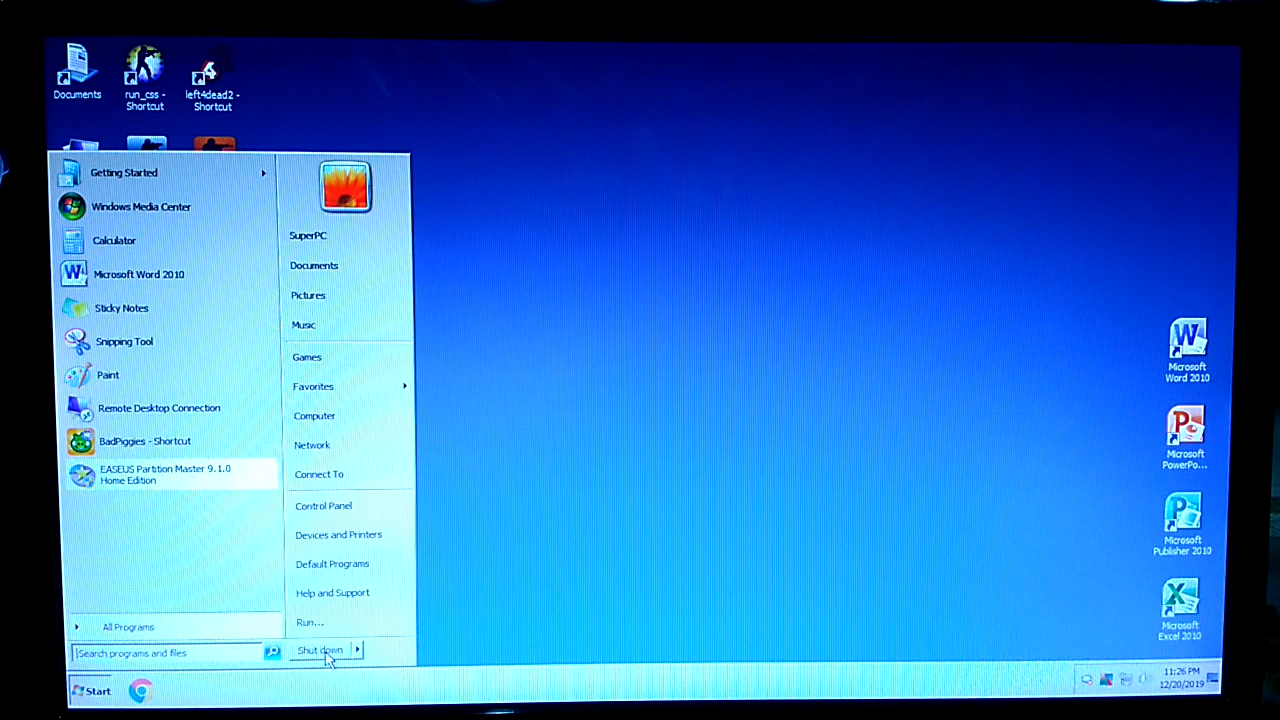 Documents
run_css -
Shortcut
left4dead2 -
Shortcut
Getting Started
Windows Media Center
Calculator
Microsoft Word 2010
Sticky Notes
Snipping Tool
Paint
Remote Desktop Connection
BadPiggies - Shortcut
EASEUS Partition Master 9.1.0
Home Edition
All Programs
Search programs and files
SuperPC
Documents
Pictures
Music
Games
Favorites
Computer
Network
Connect To
Control Panel
Devices and Printers
Default Programs
Help and Support
Run...
Shut down
Microsoft
Word 2010
Microsoft
PowerPo...
Microsoft
Publisher 2010
Microsoft
Excel 2010
Start
11:26 PM
12/20/2019